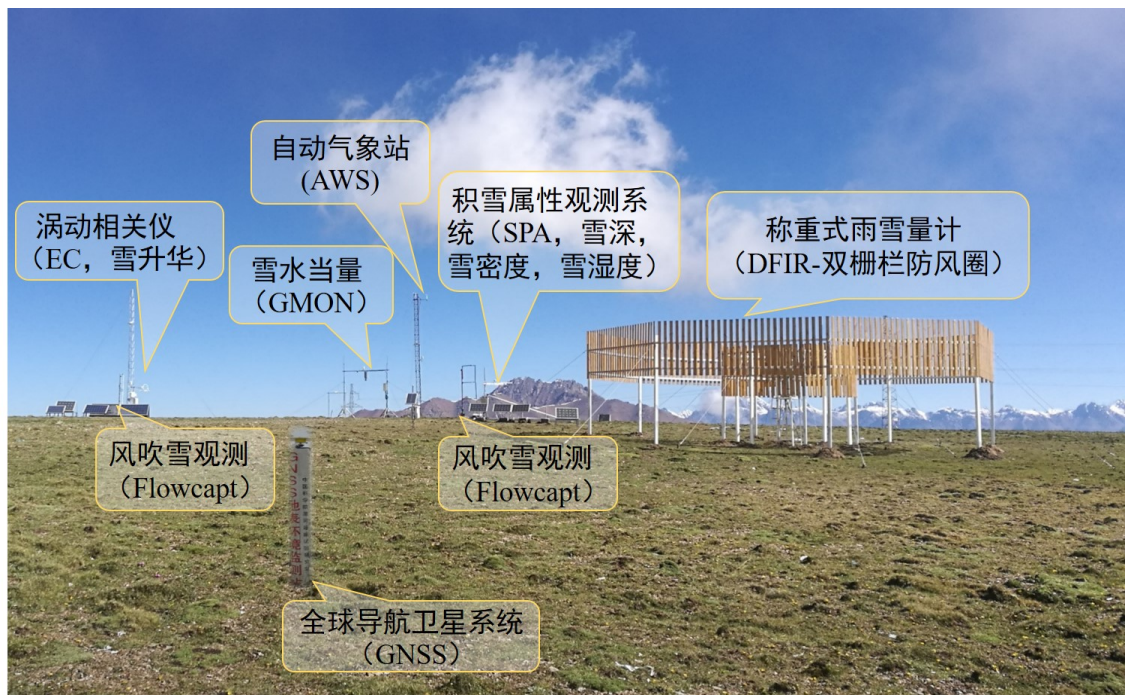 自动气象站
(AWS)
积雪属性观测系
统（SPA，雪深，
雪密度，雪湿度）
涡动相关仪
（EC，雪升华）
雪水当量
（GMON）
称重式雨雪量计
（DFIR-双栅栏防风圈）
风吹雪观测
（Flowcapt）
风吹雪观测
（Flowcapt）
全球导航卫星系统
（GNSS）